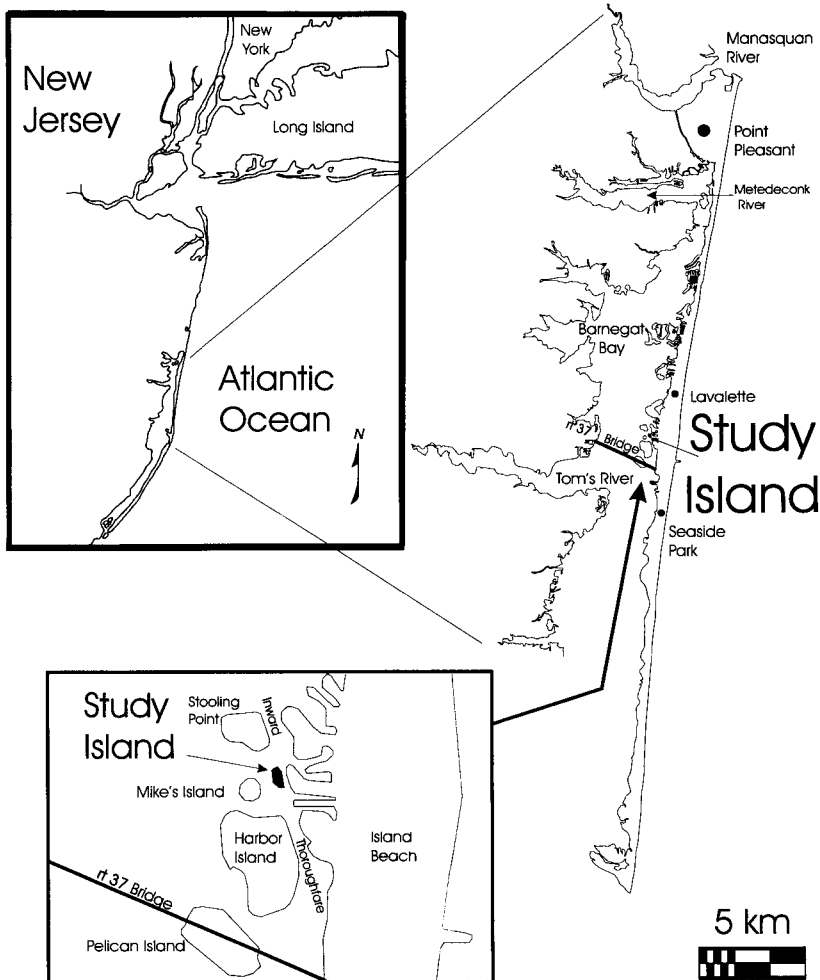 New
York
New
Jersey
Long Island
Atlantic
Ocean
N
Manasquan
River
Point
Pleasant
Metedeconk
River
Barnegat
Bay
Lavalette
rt 37
Bridge
Study
Island
Tom's River
Seaside
Park
Study
Island
Stooling
Point
Inward
Mike's Island
Harbor
Island
Thoroughfare
Island
Beach
rt 37 Bridge
Pelican Island
5 km